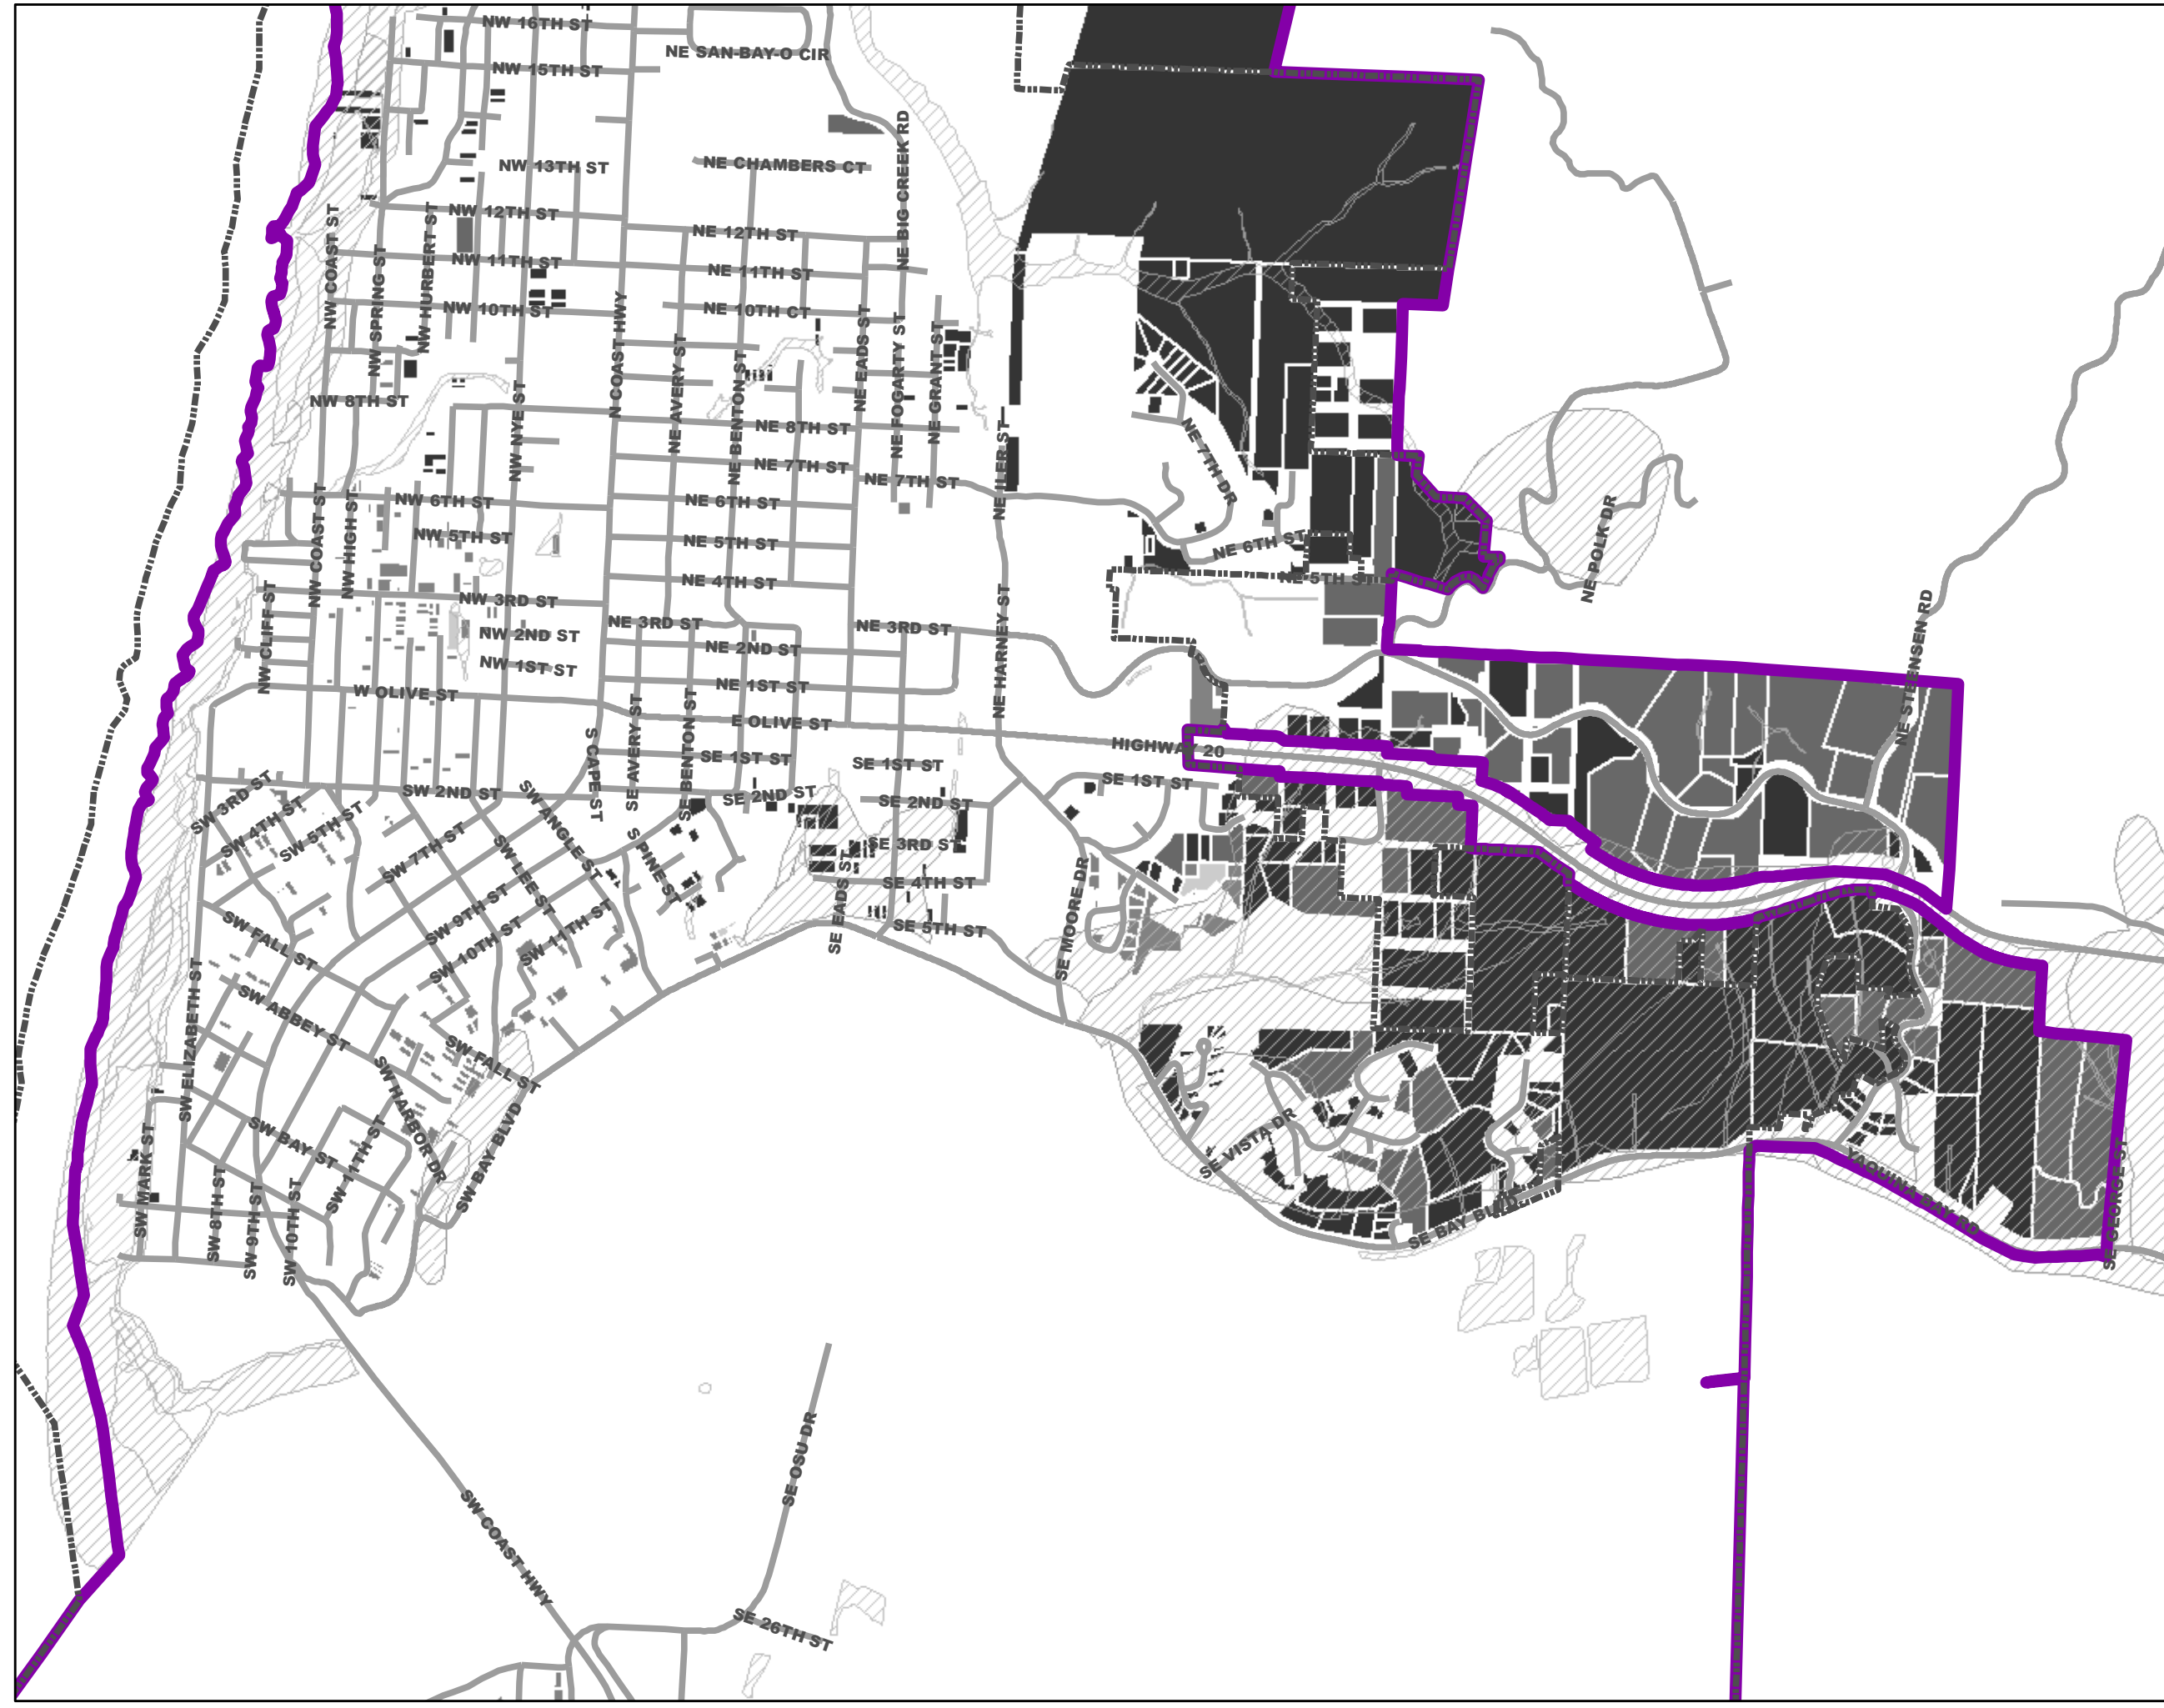 NW 16TH ST
NE SAN-BAY-O CIR
NW 15TH ST
NW 13TH ST
NE CHAMBERS CT
NE BIG CREEK RD
NW 12TH ST
NE 12TH ST
NW COAST ST
NW SPRING ST
NW HURBERT ST
NW 11TH ST
NE 11TH ST
NW 10TH ST
NE 10TH CT
N COAST HWY
NE AVERY ST
NE BENTON ST
NE EADS ST
NE FOGARTY ST
NE GRANT ST
NW 8TH ST
NW NYE ST
NE 8TH ST
NE 7TH ST
NE 7TH ST
NE ILER ST
NE 7TH DR
NW 6TH ST
NE 6TH ST
NW COAST ST
NW HIGH ST
NW 5TH ST
NE 5TH ST
NE 6TH ST
NE 5TH ST
NE POLK DR
NE 4TH ST
NW CLIFT ST
NW 3RD ST
NE 3RD ST
NE 3RD ST
NE HARNEY ST
NE STEENSEN RD
NW 2ND ST
NE 2ND ST
NW 1ST ST
NE 1ST ST
W OLIVE ST
E OLIVE ST
HIGHWAY 20
S CAPE ST
SE AVERY ST
SE BENTON ST
SE 1ST ST
SE 1ST ST
SE 1ST ST
SW 2ND ST
SE 2ND ST
SE 2ND ST
SW 3RD ST
SW 4TH ST
SW 5TH ST
SW 7TH ST
SW ANGLE ST
SW LEE ST
S PINE ST
SE 3RD ST
SE 4TH ST
SE EADS ST
SE 5TH ST
SE MOORE DR
SW 9TH ST
SW 10TH ST
SW 11TH ST
SW FALL ST
SW ELIZABETH ST
SW ABBEY ST
SW FALL ST
SW HARBOR DR
SW BAY BLVD
SW BAY ST
SW 11TH ST
SW MARK ST
SW 8TH ST
SW 9TH ST
SW 10TH ST
SE VISTA DR
SE BAY BLVD
YAQUINA BAY RD
SE GEORGE ST
SE OSU DR
SW COAST HWY
SE 26TH ST